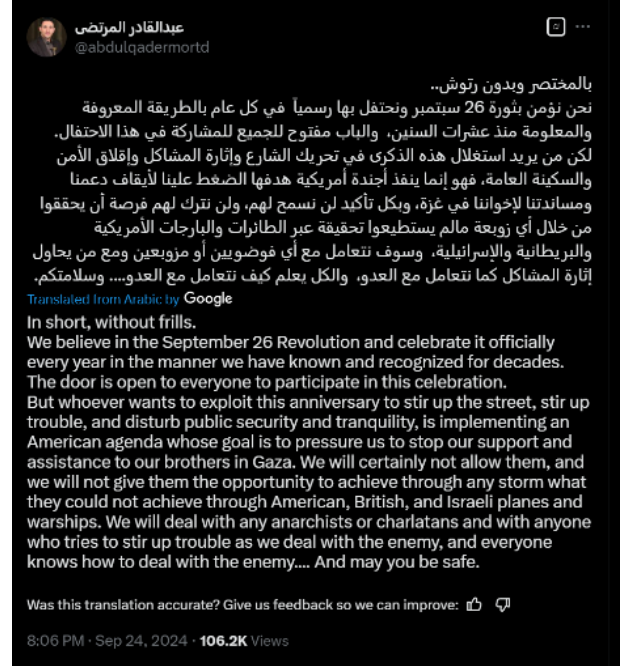 عبدالقادر المرتضى
@abdulqadermortd
بالمختصر وبدون رتوش..
نحن نؤمن بثورة 26 سبتمبر ونحتفل بها رسمياً في كل عام بالطريقة المعروفة
والمعلومة منذ عشرات السنين، والباب مفتوح للجميع للمشاركة في هذا الاحتفال.
لكن من يريد استغلال هذه الذكرى في تحريك الشارع وإثارة المشاكل وإقلاق الأمن
والسكينة العامة، فهو إنما ينفذ أجندة أمريكية هدفها الضغط علينا لأيقاف دعمنا
ومساندتنا لإخواننا في غزة، وبكل تأكيد لن نسمح لهم، ولن نترك لهم فرصة أن يحققوا
من خلال أي زوبعة مالم يستطيعوا تحقيقة عبر الطائرات والبارجات الأمريكية
والبريطانية والإسرانيلية، وسوف نتعامل مع أي فوضويين أو مزوبعين ومع من يحاول
إثارة المشاكل كما نتعامل مع العدو، والكل يعلم كيف نتعامل مع العدو.... وسلامتكم.
Translated from Arabic by Google
In short, without frills.
We believe in the September 26 Revolution and celebrate it officially
every year in the manner we have known and recognized for decades.
The door is open to everyone to participate in this celebration.
But whoever wants to exploit this anniversary to stir up the street, stir up
trouble, and disturb public security and tranquility, is implementing an
American agenda whose goal is to pressure us to stop our support and
assistance to our brothers in Gaza. We will certainly not allow them, and
we will not give them the opportunity to achieve through any storm what
they could not achieve through American, British, and Israeli planes and
warships. We will deal with any anarchists or charlatans and with anyone
who tries to stir up trouble as we deal with the enemy, and everyone
knows how to deal with the enemy.... And may you be safe.
Was this translation accurate? Give us feedback so we can improve:
8:06 PM · Sep 24, 2024 · 106.2K Views